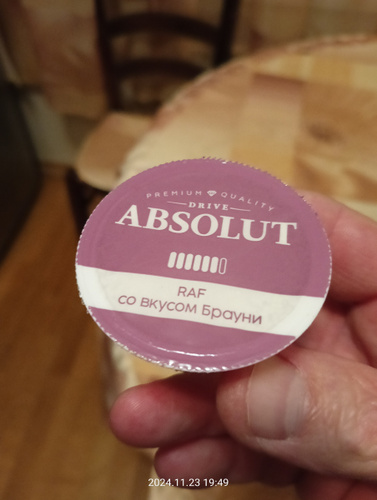 PREMIUM QUALITY
DRIVE
ABSOLUT
RAF
со вкусом Брауни
2024.11.23 19:49